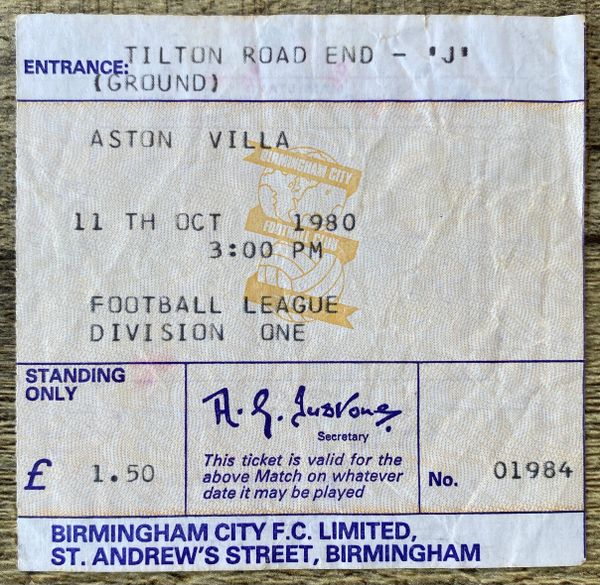 TILTON ROAD END - "J"
ENTRANCE:
(GROUND)
ASTON VILLA
BIRMINGHAM CITY
11 TH OCT 1980
FOOTBALL CLUB
3:00 PM
FOOTBALL LEAGUE
DIVISION ONE
STANDING
ONLY
Secretary
£ 1.50
This ticket is valid for the
above Match on whatever
date it may be played
No. 01984
BIRMINGHAM CITY F.C. LIMITED,
ST. ANDREW'S STREET, BIRMINGHAM